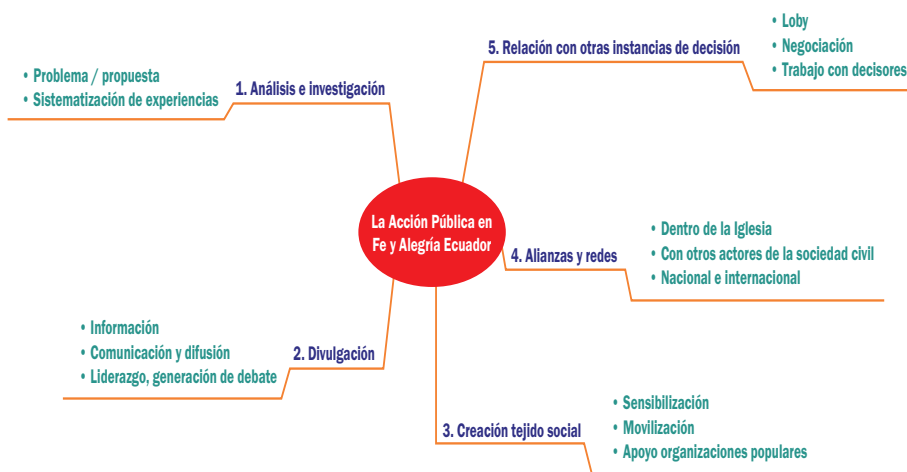 La Acción Pública en
Fe y Alegría Ecuador
1. Análisis e investigación
• Problema / propuesta
• Sistematización de experiencias
2. Divulgación
• Información
• Comunicación y difusión
• Liderazgo, generación de debate
3. Creación tejido social
• Sensibilización
• Movilización
• Apoyo organizaciones populares
4. Alianzas y redes
• Dentro de la Iglesia
• Con otros actores de la sociedad civil
• Nacional e internacional
5. Relación con otras instancias de decisión
• Loby
• Negociación
• Trabajo con decisores